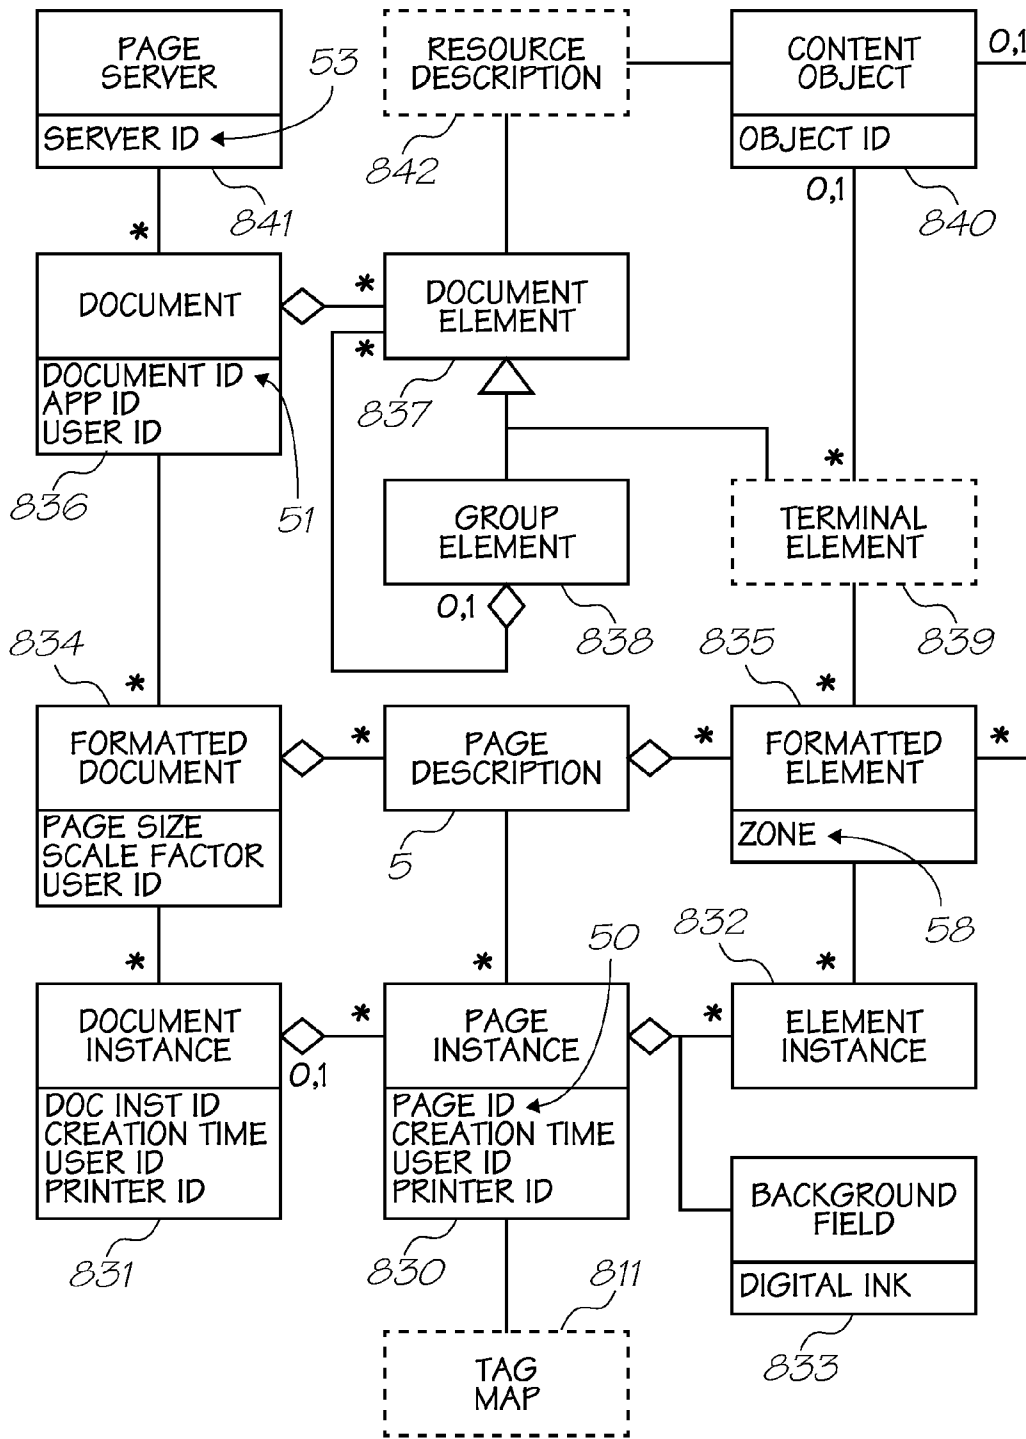 PAGE
SERVER
SERVER ID
53
841
*
RESOURCE
DESCRIPTION
842
CONTENT
OBJECT
OBJECT ID
0,1
0,1
840
DOCUMENT
DOCUMENT ID
APP ID
USER ID
836
51
*
*
DOCUMENT
ELEMENT
837
GROUP
ELEMENT
0,1
838
*
TERMINAL
ELEMENT
839
834
*
FORMATTED
DOCUMENT
PAGE SIZE
SCALE FACTOR
USER ID
*
PAGE
DESCRIPTION
5
*
835
*
FORMATTED
ELEMENT
ZONE
*
58
*
DOCUMENT
INSTANCE
DOC INST ID
CREATION TIME
USER ID
PRINTER ID
831
0,1
*
*
50
PAGE
INSTANCE
PAGE ID
CREATION TIME
USER ID
PRINTER ID
830
832
*
*
ELEMENT
INSTANCE
BACKGROUND
FIELD
DIGITAL INK
833
811
TAG
MAP